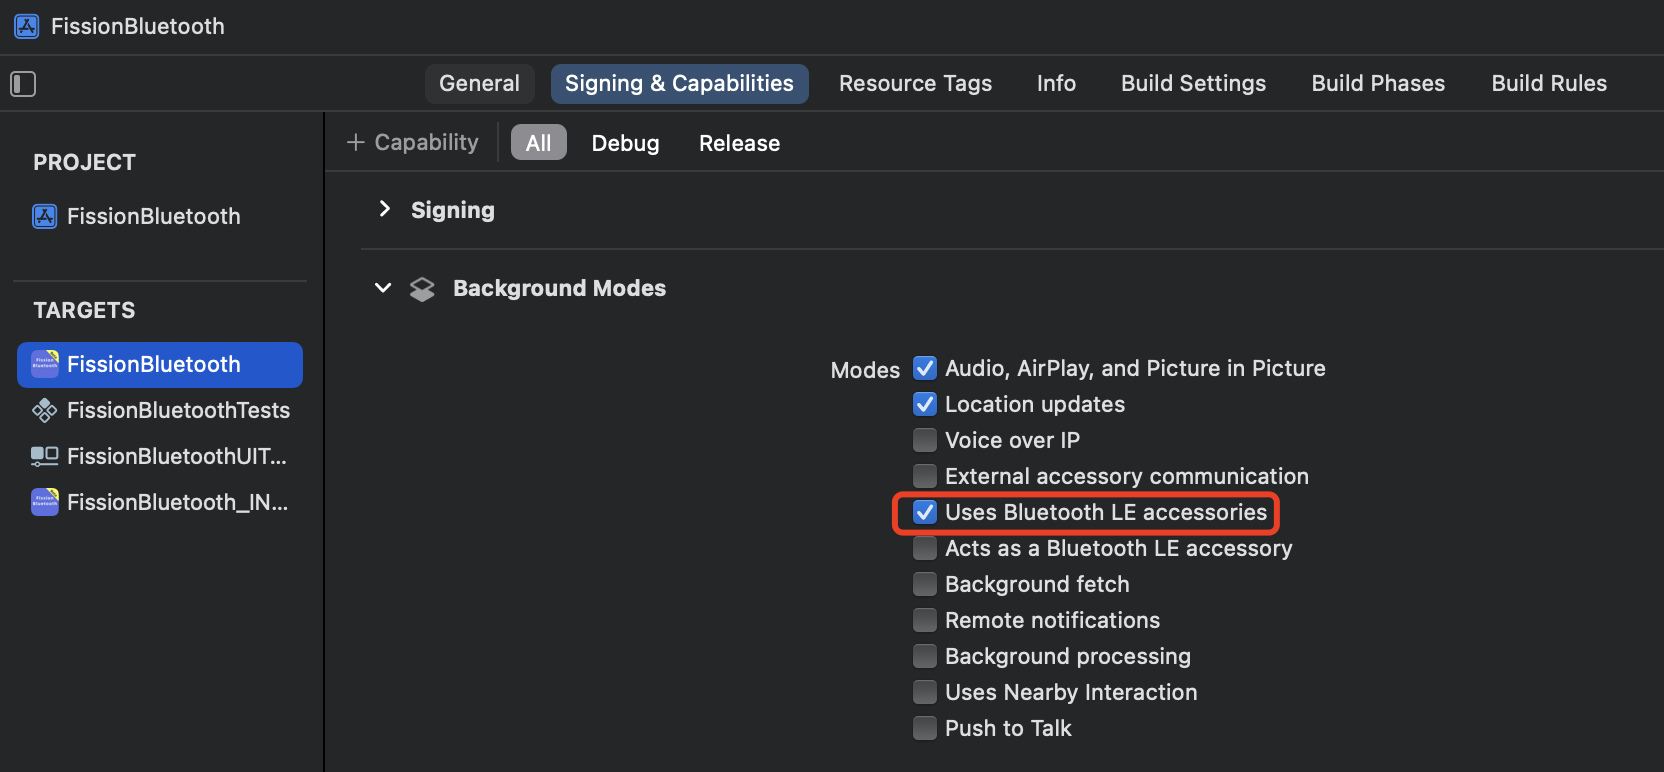 FissionBluetooth
General Signing & Capabilities Resource Tags Info Build Settings Build Phases Build Rules
PROJECT
FissionBluetooth
TARGETS
FissionBluetooth
FissionBluetoothTests
FissionBluetoothUIT...
FissionBluetooth_IN...
+ Capability All Debug Release
Signing
Background Modes
Modes
Audio, AirPlay, and Picture in Picture
Location updates
Voice over IP
External accessory communication
Uses Bluetooth LE accessories
Acts as a Bluetooth LE accessory
Background fetch
Remote notifications
Background processing
Uses Nearby Interaction
Push to Talk